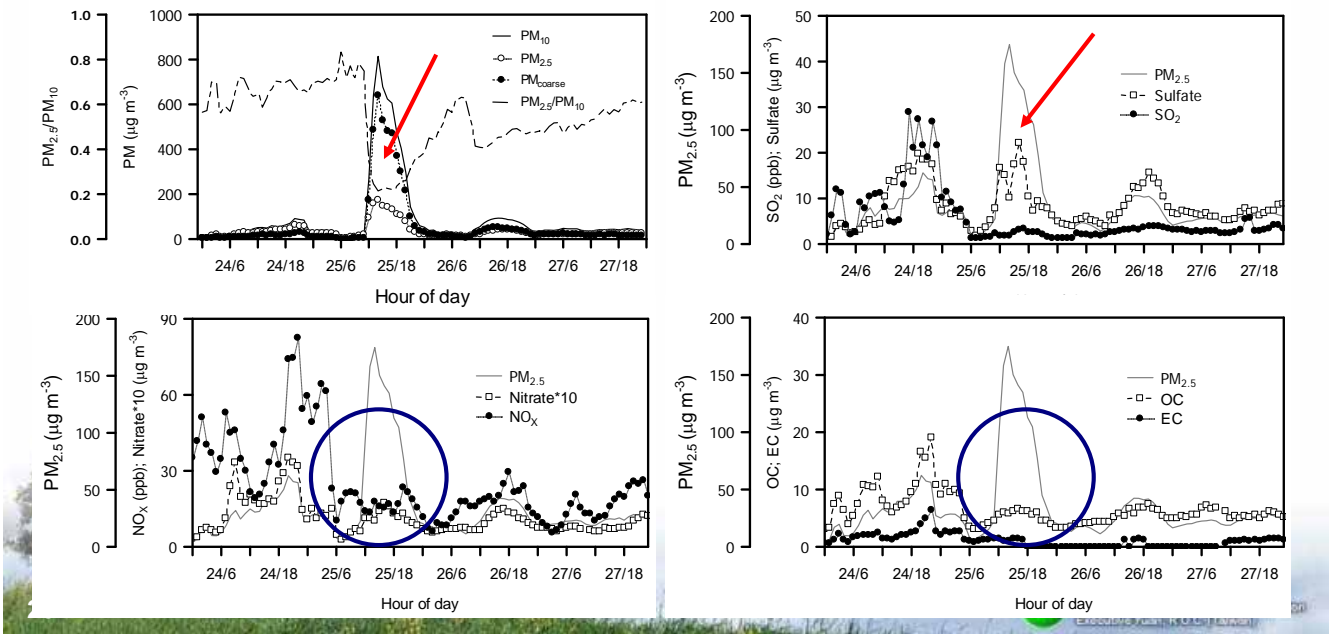 1.0
0.8
0.6
0.4
0.2
0.0
PM2.5/PM10
1000
800
600
400
200
0
PM (μg m-3)
PM10
PM2.5
PMcoarse
PM2.5/PM10
24/6 24/18 25/6 25/18 26/6 26/18 27/6 27/18
Hour of day
200
150
100
50
0
PM2.5 (μg m-3)
50
40
30
20
10
0
SO2 (ppb); Sulfate (μg m-3)
PM2.5
Sulfate
SO2
24/6 24/18 25/6 25/18 26/6 26/18 27/6 27/18
200
150
100
50
0
PM2.5 (μg m-3)
90
60
30
0
NOX (ppb); Nitrate*10 (μg m-3)
PM2.5
Nitrate*10
NOX
24/6 24/18 25/6 25/18 26/6 26/18 27/6 27/18
Hour of day
200
150
100
50
0
PM2.5 (μg m-3)
40
30
20
10
0
OC; EC (μg m-3)
PM2.5
OC
EC
24/6 24/18 25/6 25/18 26/6 26/18 27/6 27/18
Hour of day
Executive Yuan, R.O.C.(Taiwan)